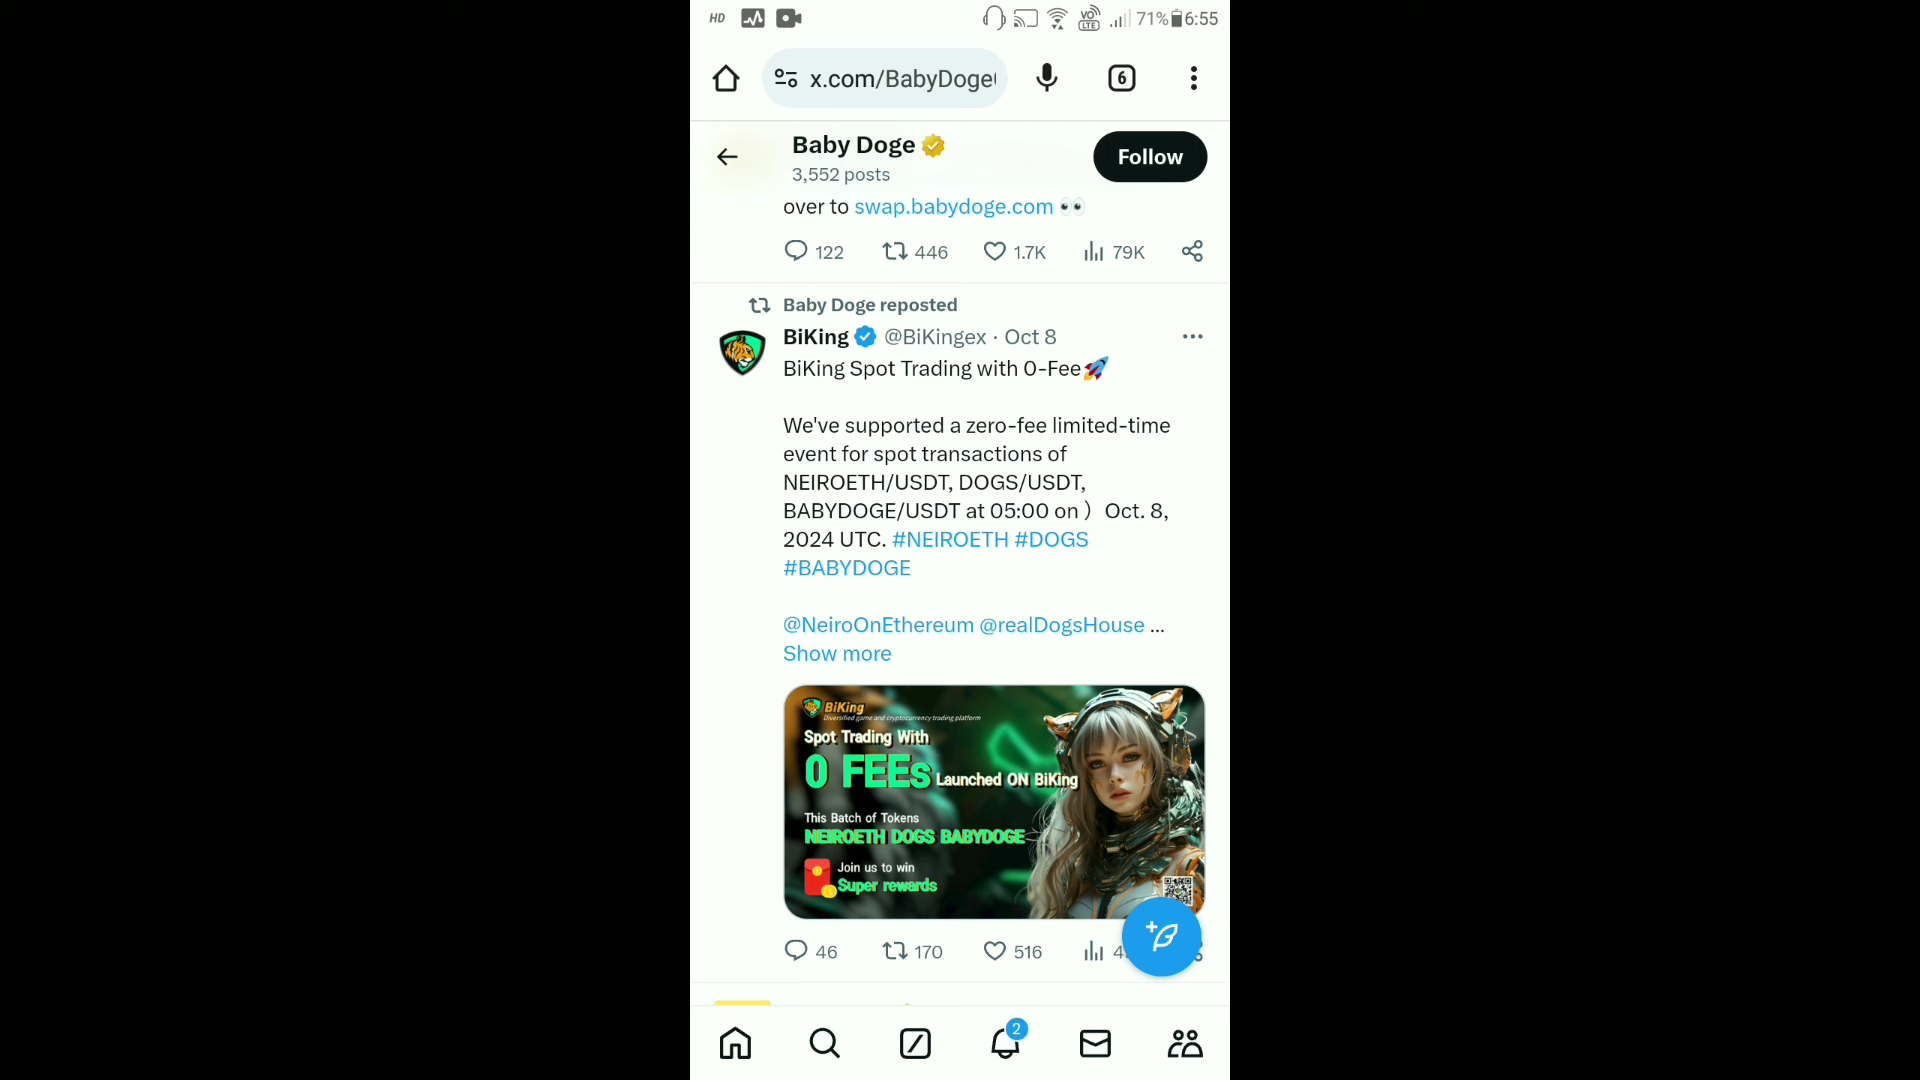 HD
VO LTE
71%
6:55
x.com/BabyDoge
6
Baby Doge
3,552 posts
Follow
over to swap.babydoge.com 👀
122 446 1.7K 79K
Baby Doge reposted
BiKing @BiKingex · Oct 8
BiKing Spot Trading with 0-Fee🚀
We've supported a zero-fee limited-time
event for spot transactions of
NEIROETH/USDT, DOGS/USDT,
BABYDOGE/USDT at 05:00 on ）Oct. 8,
2024 UTC. #NEIROETH #DOGS
#BABYDOGE
@NeiroOnEthereum @realDogsHouse ...
Show more
BiKing
Diversified game and cryptocurrency trading platform
Spot Trading With
0 FEEs Launched ON BiKing
This Batch of Tokens
NEIROETH DOGS BABYDOGE
Join us to win
Super rewards
46 170 516
2